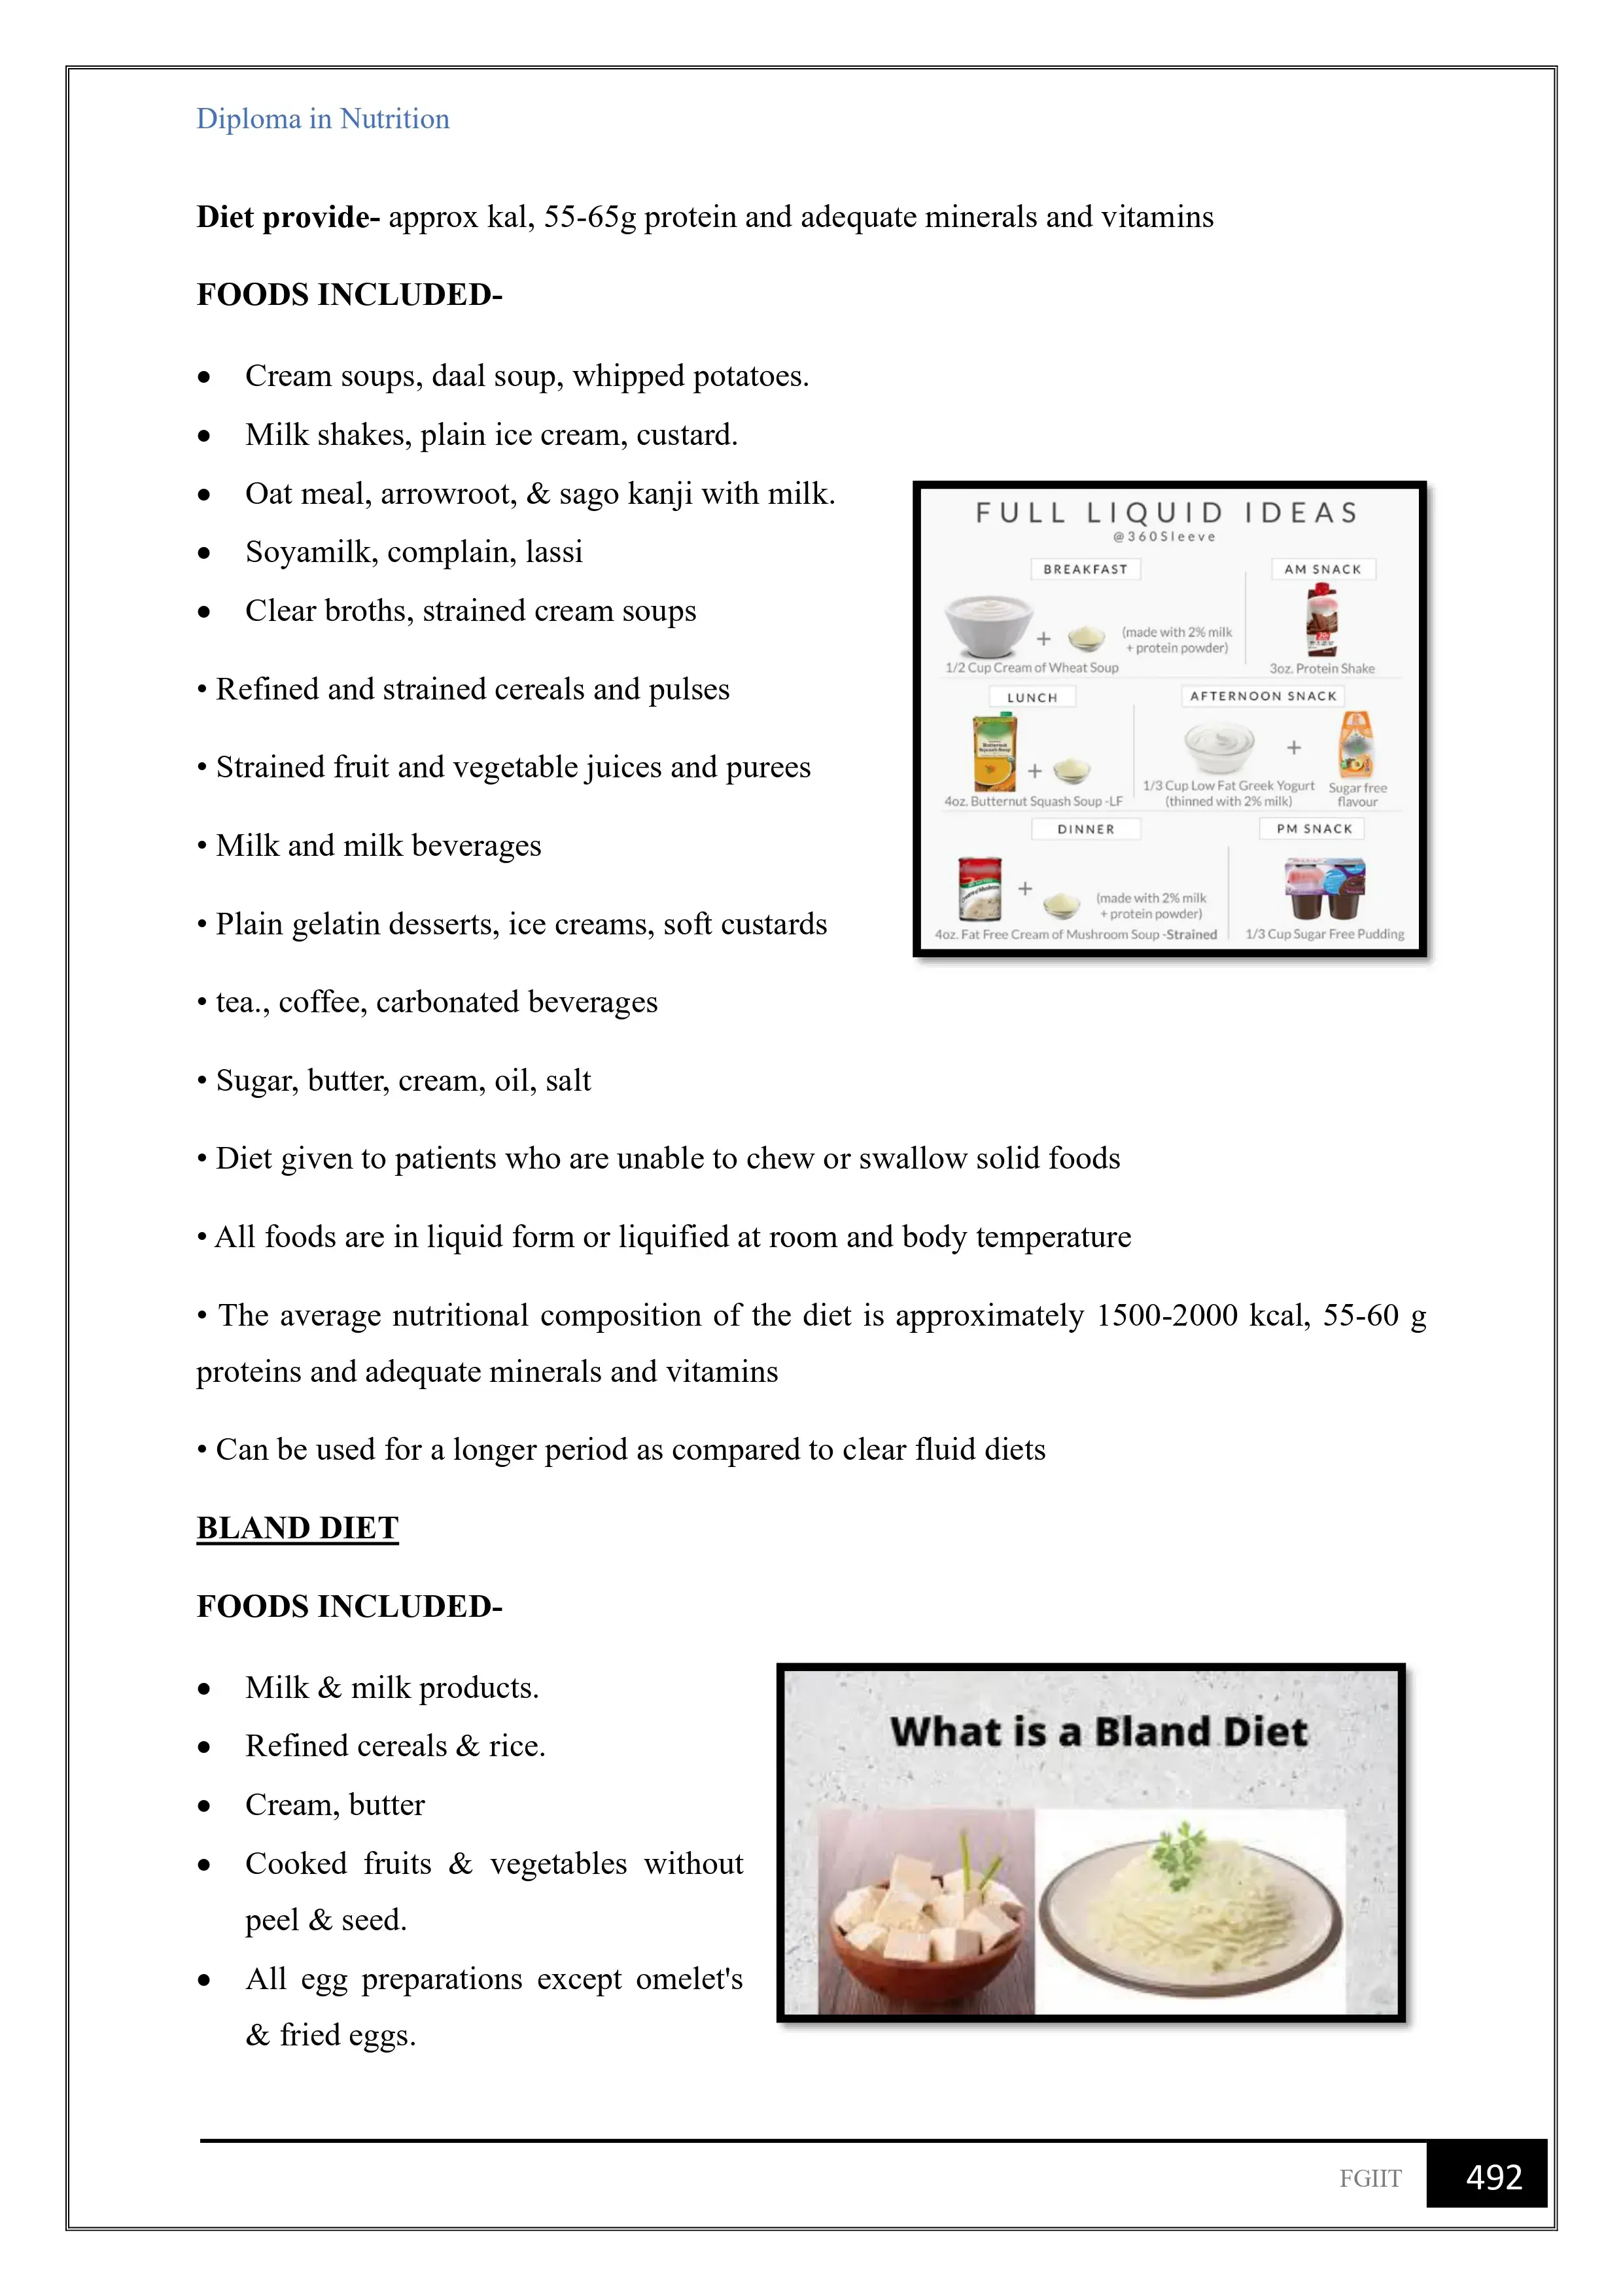 Diploma in Nutrition
Diet provide- approx kal, 55-65g protein and adequate minerals and vitamins
FOODS INCLUDED-
• Cream soups, daal soup, whipped potatoes.
• Milk shakes, plain ice cream, custard.
• Oat meal, arrowroot, & sago kanji with milk.
• Soyamilk, complain, lassi
• Clear broths, strained cream soups
• Refined and strained cereals and pulses
• Strained fruit and vegetable juices and purees
• Milk and milk beverages
• Plain gelatin desserts, ice creams, soft custards
• tea., coffee, carbonated beverages
• Sugar, butter, cream, oil, salt
FULL LIQUID IDEAS
@360Sleeve
BREAKFAST
+
(made with 2% milk
+ protein powder)
1/2 Cup Cream of Wheat Soup
AM SNACK
3oz. Protein Shake
LUNCH
Butternut
Squash Soup
+
4oz. Butternut Squash Soup -LF
AFTERNOON SNACK
+
1/3 Cup Low Fat Greek Yogurt
(thinned with 2% milk)
Sugar free
flavour
DINNER
+
(made with 2% milk
+ protein powder)
4oz. Fat Free Cream of Mushroom Soup -Strained
PM SNACK
1/3 Cup Sugar Free Pudding
• Diet given to patients who are unable to chew or swallow solid foods
• All foods are in liquid form or liquified at room and body temperature
• The average nutritional composition of the diet is approximately 1500-2000 kcal, 55-60 g
proteins and adequate minerals and vitamins
• Can be used for a longer period as compared to clear fluid diets
BLAND DIET
FOODS INCLUDED-
• Milk & milk products.
• Refined cereals & rice.
• Cream, butter
• Cooked fruits & vegetables without
peel & seed.
• All egg preparations except omelet's
& fried eggs.
What is a Bland Diet
FGIIT
492